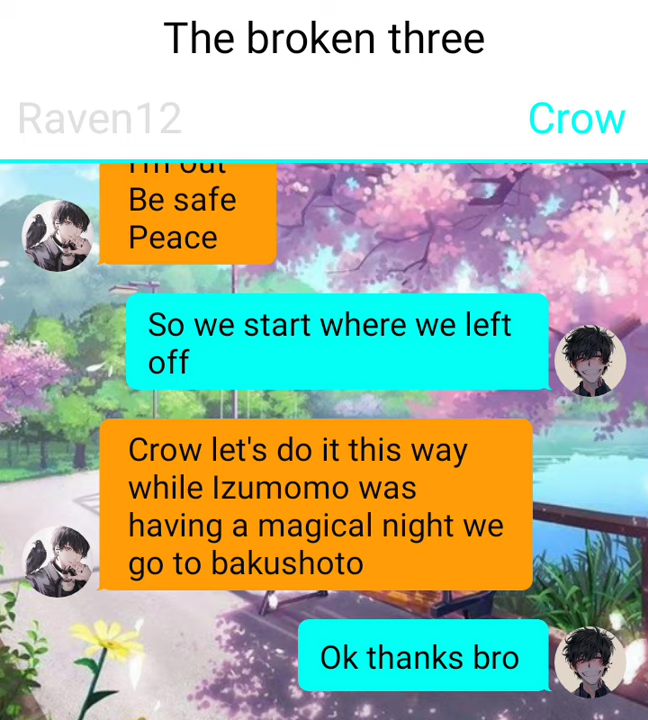 The broken three
Raven12
Crow
I'm out
Be safe
Peace
So we start where we left
off
Crow let's do it this way
while Izumomo was
having a magical night we
go to bakushoto
Ok thanks bro